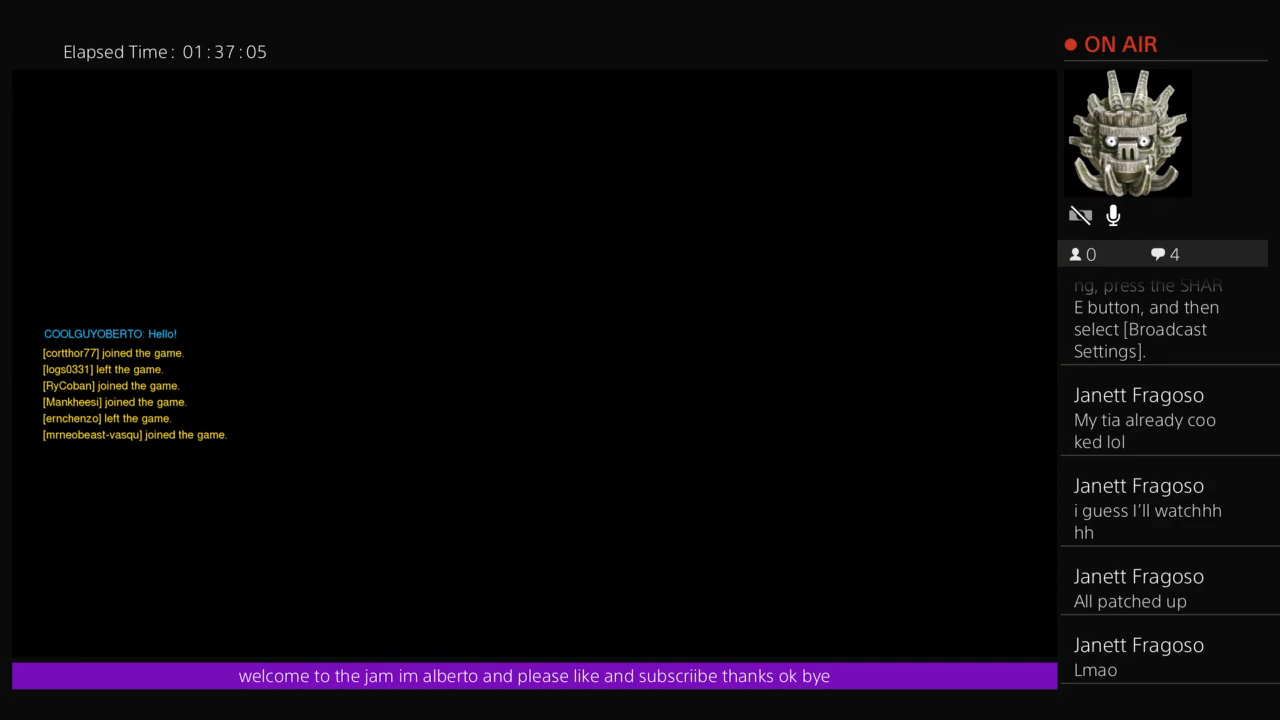 Elapsed Time: 01:37:05
ON AIR
0 4
ng, press the SHAR
E button, and then
select [Broadcast
Settings].
Janett Fragoso
My tia already coo
ked lol
Janett Fragoso
i guess I'll watchhh
hh
Janett Fragoso
All patched up
Janett Fragoso
Lmao
COOLGUYOBERTO: Hello!
[cortthor77] joined the game.
[logs0331] left the game.
[RyCoban] joined the game.
[Mankheesi] joined the game.
[ernchenzo] left the game.
[mrneobeast-vasqu] joined the game.
welcome to the jam im alberto and please like and subscriibe thanks ok bye